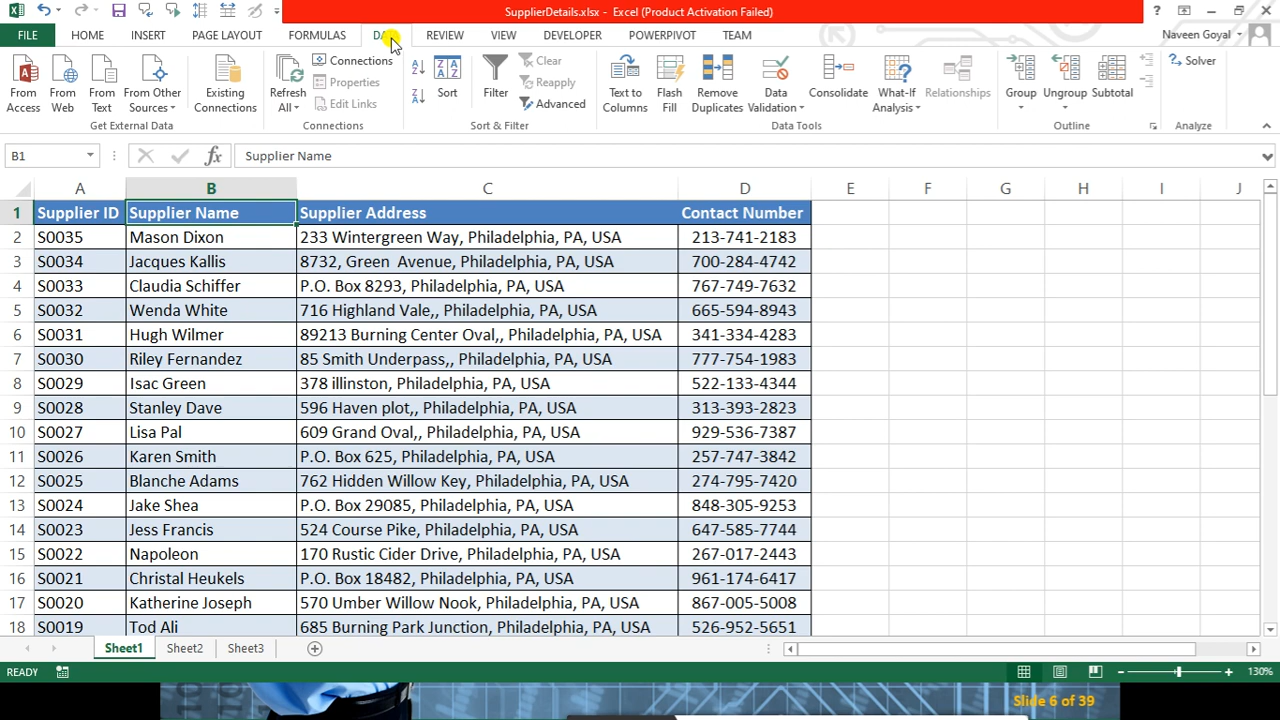 SupplierDetails.xlsx - Excel (Product Activation Failed)
FILE HOME INSERT PAGE LAYOUT FORMULAS REVIEW VIEW DEVELOPER POWERPIVOT TEAM Naveen Goyal
From Access From Web From Text From Other Sources Existing Connections Refresh All Connections Properties Edit Links Sort Filter Clear Reapply Advanced Text to Columns Flash Fill Remove Duplicates Data Validation Consolidate What-If Analysis Relationships Group Ungroup Subtotal Solver
Get External Data Connections Sort & Filter Data Tools Outline Analyze
B1 fx Supplier Name
A B C D E F G H I J
1 Supplier ID Supplier Name Supplier Address Contact Number
2 S0035 Mason Dixon 233 Wintergreen Way, Philadelphia, PA, USA 213-741-2183
3 S0034 Jacques Kallis 8732, Green  Avenue, Philadelphia, PA, USA 700-284-4742
4 S0033 Claudia Schiffer P.O. Box 8293, Philadelphia, PA, USA 767-749-7632
5 S0032 Wenda White 716 Highland Vale,, Philadelphia, PA, USA 665-594-8943
6 S0031 Hugh Wilmer 89213 Burning Center Oval,, Philadelphia, PA, USA 341-334-4283
7 S0030 Riley Fernandez 85 Smith Underpass,, Philadelphia, PA, USA 777-754-1983
8 S0029 Isac Green 378 illinston, Philadelphia, PA, USA 522-133-4344
9 S0028 Stanley Dave 596 Haven plot,, Philadelphia, PA, USA 313-393-2823
10 S0027 Lisa Pal 609 Grand Oval,, Philadelphia, PA, USA 929-536-7387
11 S0026 Karen Smith P.O. Box 625, Philadelphia, PA, USA 257-747-3842
12 S0025 Blanche Adams 762 Hidden Willow Key, Philadelphia, PA, USA 274-795-7420
13 S0024 Jake Shea P.O. Box 29085, Philadelphia, PA, USA 848-305-9253
14 S0023 Jess Francis 524 Course Pike, Philadelphia, PA, USA 647-585-7744
15 S0022 Napoleon 170 Rustic Cider Drive, Philadelphia, PA, USA 267-017-2443
16 S0021 Christal Heukels P.O. Box 18482, Philadelphia, PA, USA 961-174-6417
17 S0020 Katherine Joseph 570 Umber Willow Nook, Philadelphia, PA, USA 867-005-5008
18 S0019 Tod Ali 685 Burning Park Junction, Philadelphia, PA, USA 526-952-5651
Sheet1 Sheet2 Sheet3
READY 130%
Slide 6 of 39